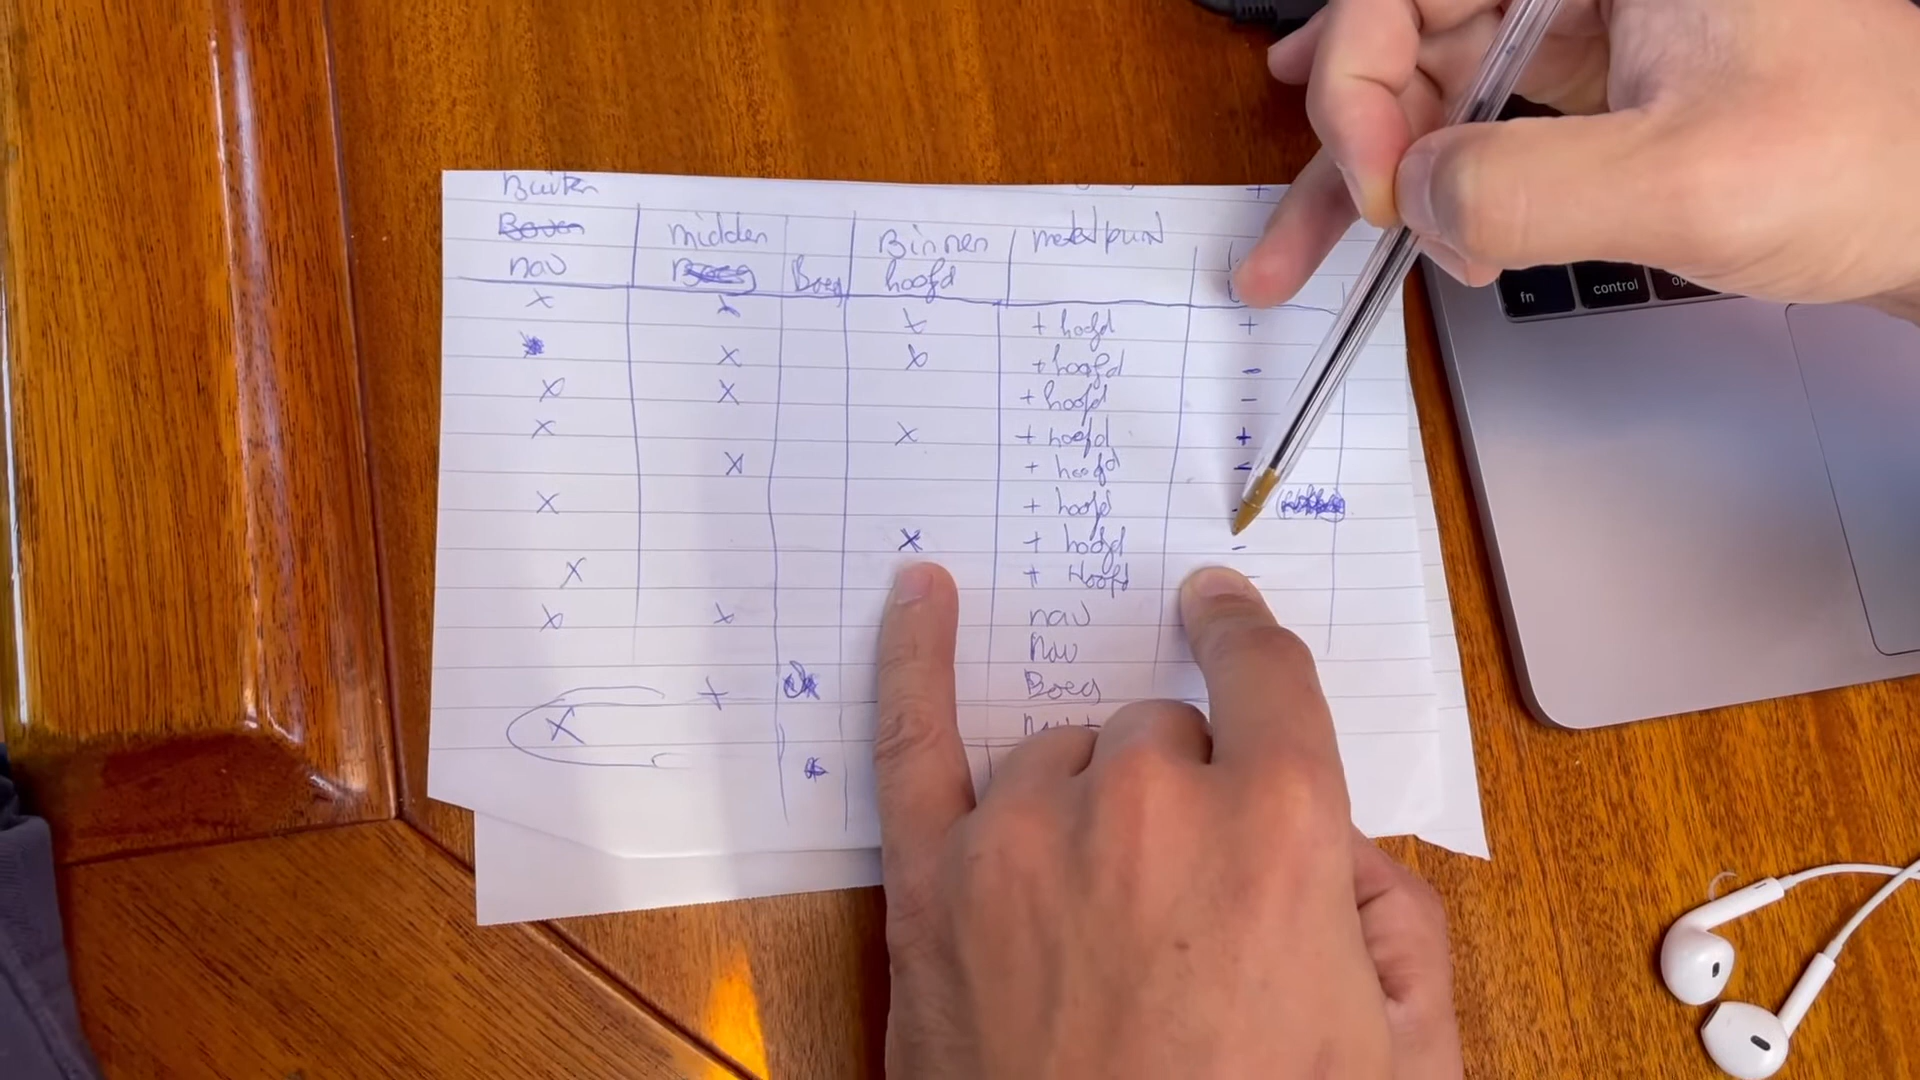 Buiten
Boven midden Binnen meetpunt
nav Boeg Boeg hoofd
x x x + hoofd +
x x + hoofd -
x x + hoofd -
x x + hoofd +
x + hoofd -
x + hoofd -
x + hoofd -
x + Hoofd -
x x nav
Nav
x Boeg
x
fn control